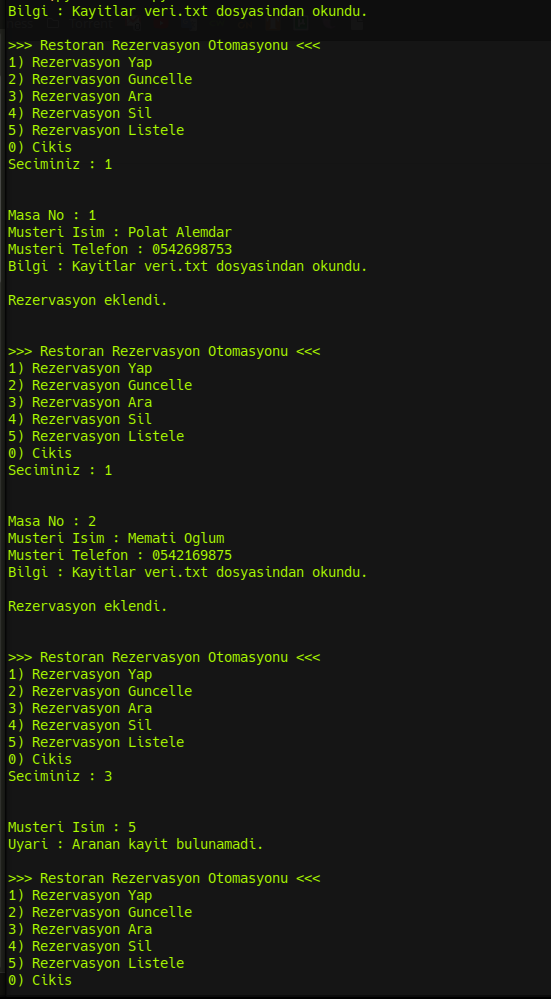 Bilgi : Kayitlar veri.txt dosyasindan okundu.
>>> Restoran Rezervasyon Otomasyonu <<<
1) Rezervasyon Yap
2) Rezervasyon Guncelle
3) Rezervasyon Ara
4) Rezervasyon Sil
5) Rezervasyon Listele
0) Cikis
Seciminiz : 1
Masa No : 1
Musteri Isim : Polat Alemdar
Musteri Telefon : 0542698753
Bilgi : Kayitlar veri.txt dosyasindan okundu.
Rezervasyon eklendi.
>>> Restoran Rezervasyon Otomasyonu <<<
1) Rezervasyon Yap
2) Rezervasyon Guncelle
3) Rezervasyon Ara
4) Rezervasyon Sil
5) Rezervasyon Listele
0) Cikis
Seciminiz : 1
Masa No : 2
Musteri Isim : Memati Oglum
Musteri Telefon : 0542169875
Bilgi : Kayitlar veri.txt dosyasindan okundu.
Rezervasyon eklendi.
>>> Restoran Rezervasyon Otomasyonu <<<
1) Rezervasyon Yap
2) Rezervasyon Guncelle
3) Rezervasyon Ara
4) Rezervasyon Sil
5) Rezervasyon Listele
0) Cikis
Seciminiz : 3
Musteri Isim : 5
Uyari : Aranan kayit bulunamadi.
>>> Restoran Rezervasyon Otomasyonu <<<
1) Rezervasyon Yap
2) Rezervasyon Guncelle
3) Rezervasyon Ara
4) Rezervasyon Sil
5) Rezervasyon Listele
0) Cikis